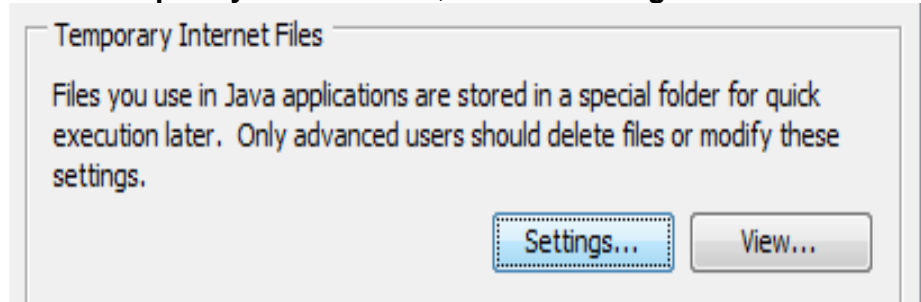 Temporary Internet Files
Files you use in Java applications are stored in a special folder for quick
execution later.  Only advanced users should delete files or modify these
settings.
Settings...
View...